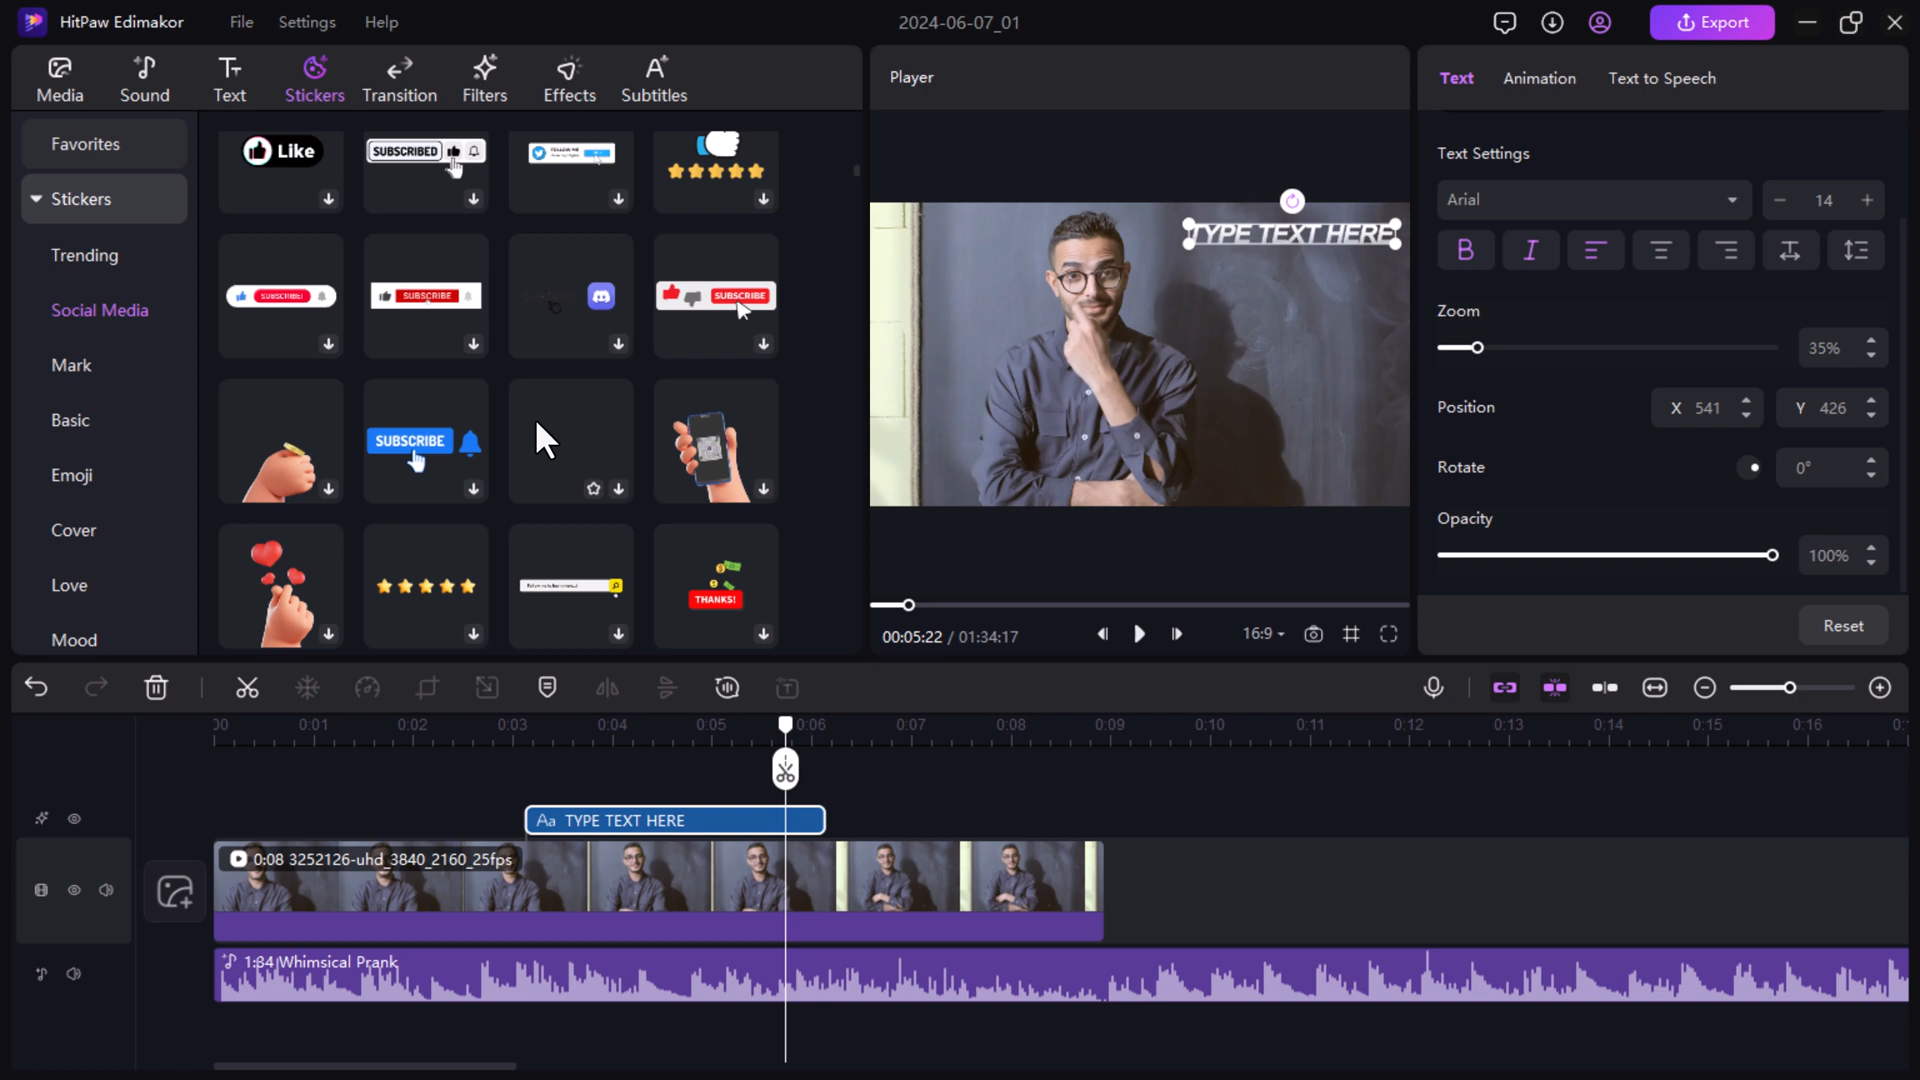 HitPaw Edimakor
File
Settings
Help
2024-06-07_01
Export
Media
Sound
Text
Stickers
Transition
Filters
Effects
Subtitles
Player
Text
Animation
Text to Speech
Favorites
Stickers
Trending
Social Media
Mark
Basic
Emoji
Cover
Love
Mood
Like
SUBSCRIBED
FOLLOW ME
SUBSCRIBE!
SUBSCRIBE
SUBSCRIBE
SUBSCRIBE
THANKS!
TYPE TEXT HERE
00:05:22 / 01:34:17
16:9
Text Settings
Arial
14
B
I
Zoom
35%
Position
X 541
Y 426
Rotate
0°
Opacity
100%
Reset
0:01
0:02
0:03
0:04
0:05
0:06
0:07
0:08
0:09
0:10
0:11
0:12
0:13
0:14
0:15
0:16
Aa TYPE TEXT HERE
0:08 3252126-uhd_3840_2160_25fps
1:34 Whimsical Prank